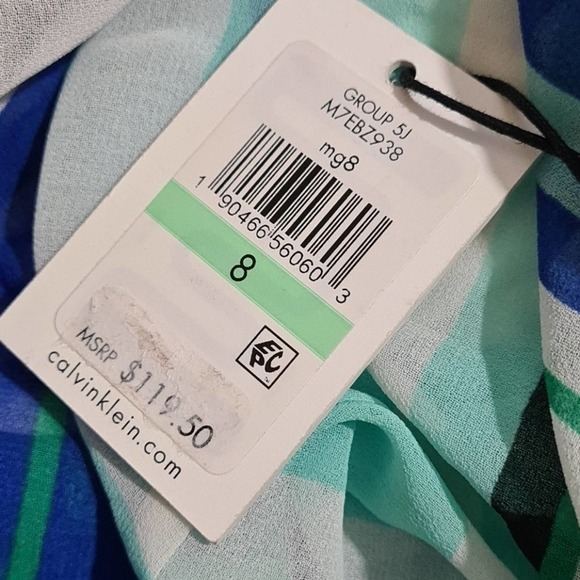 GROUP 5J
M7EBZ938
mg8
1 90466 56060 3
8
EPC
MSRP $119.50
calvinklein.com